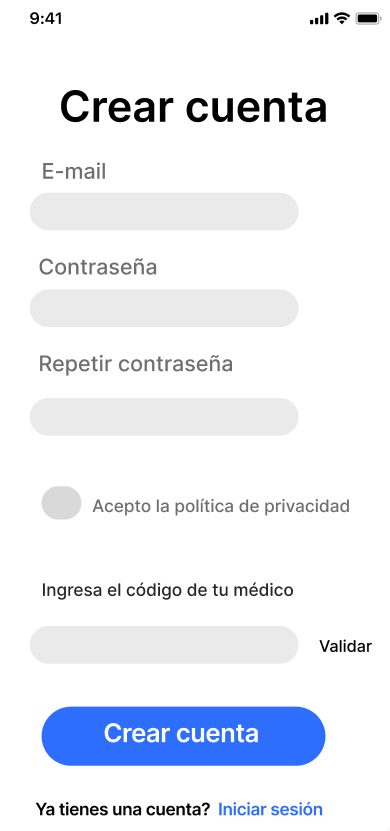 9:41
Crear cuenta
E-mail
Contraseña
Repetir contraseña
Acepto la política de privacidad
Ingresa el código de tu médico
Validar
Crear cuenta
Ya tienes una cuenta? Iniciar sesión